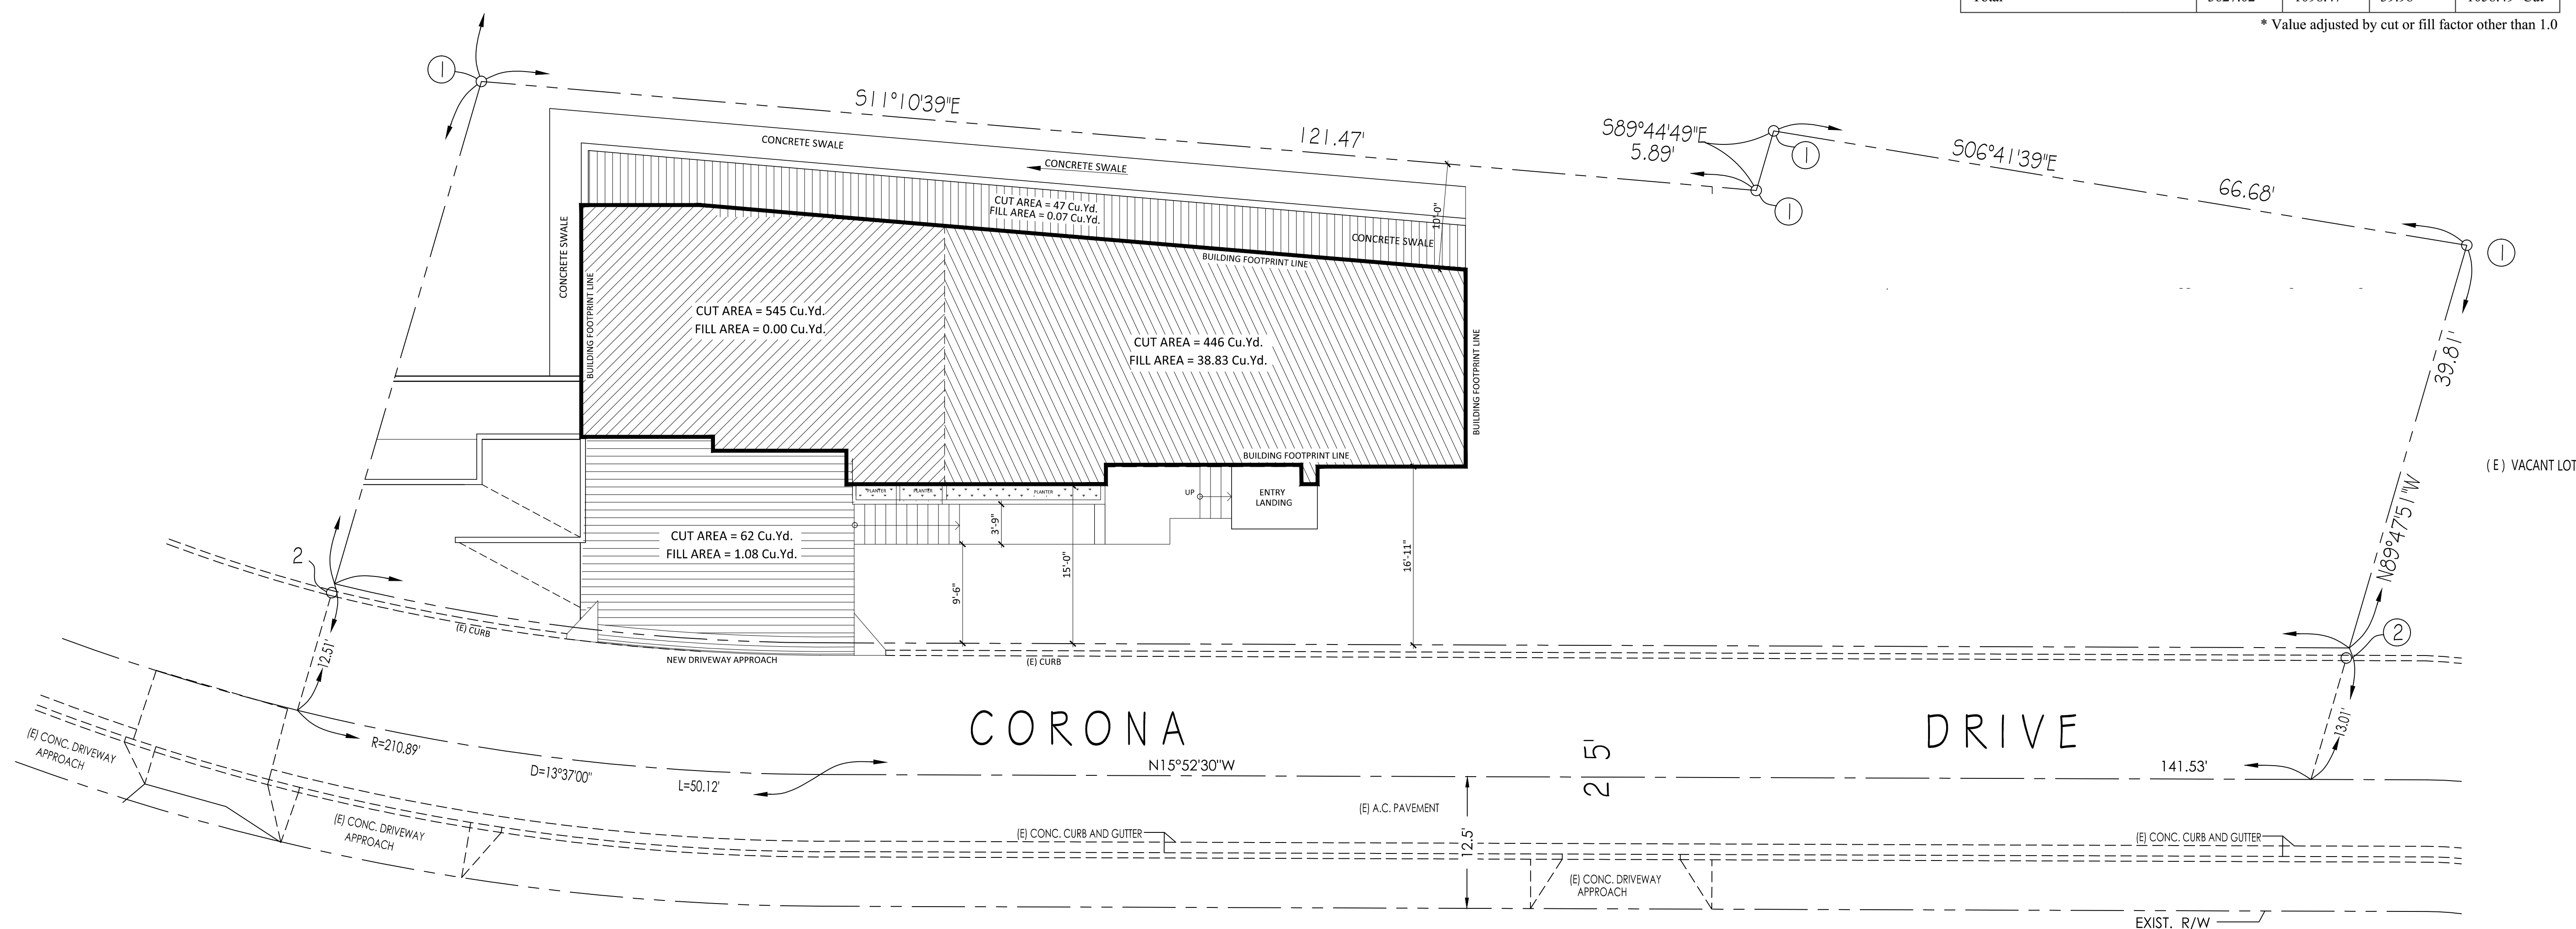 * Value adjusted by cut or fill factor other than 1.0
1
S11°10'39"E
121.47'
S89°44'49"E
5.89'
1
1
S06°41'39"E
66.68'
1
CONCRETE SWALE
CONCRETE SWALE
CUT AREA = 47 Cu.Yd.
FILL AREA = 0.07 Cu.Yd.
10'-0"
CONCRETE SWALE
CONCRETE SWALE
BUILDING FOOTPRINT LINE
BUILDING FOOTPRINT LINE
CUT AREA = 545 Cu.Yd.
FILL AREA = 0.00 Cu.Yd.
CUT AREA = 446 Cu.Yd.
FILL AREA = 38.83 Cu.Yd.
BUILDING FOOTPRINT LINE
39.81'
N89°47'51"W
(E) VACANT LOT
BUILDING FOOTPRINT LINE
PLANTER
PLANTER
PLANTER
UP
ENTRY
LANDING
3'-9"
CUT AREA = 62 Cu.Yd.
FILL AREA = 1.08 Cu.Yd.
9'-6"
15'-0"
16'-11"
2
2
(E) CURB
NEW DRIVEWAY APPROACH
(E) CURB
12.51'
13.01'
CORONA
DRIVE
(E) CONC. DRIVEWAY
APPROACH
R=210.89'
D=13°37'00"
L=50.12'
N15°52'30"W
25'
141.53'
(E) A.C. PAVEMENT
(E) CONC. DRIVEWAY
APPROACH
(E) CONC. CURB AND GUTTER
12.5'
(E) CONC. CURB AND GUTTER
(E) CONC. DRIVEWAY
APPROACH
EXIST. R/W